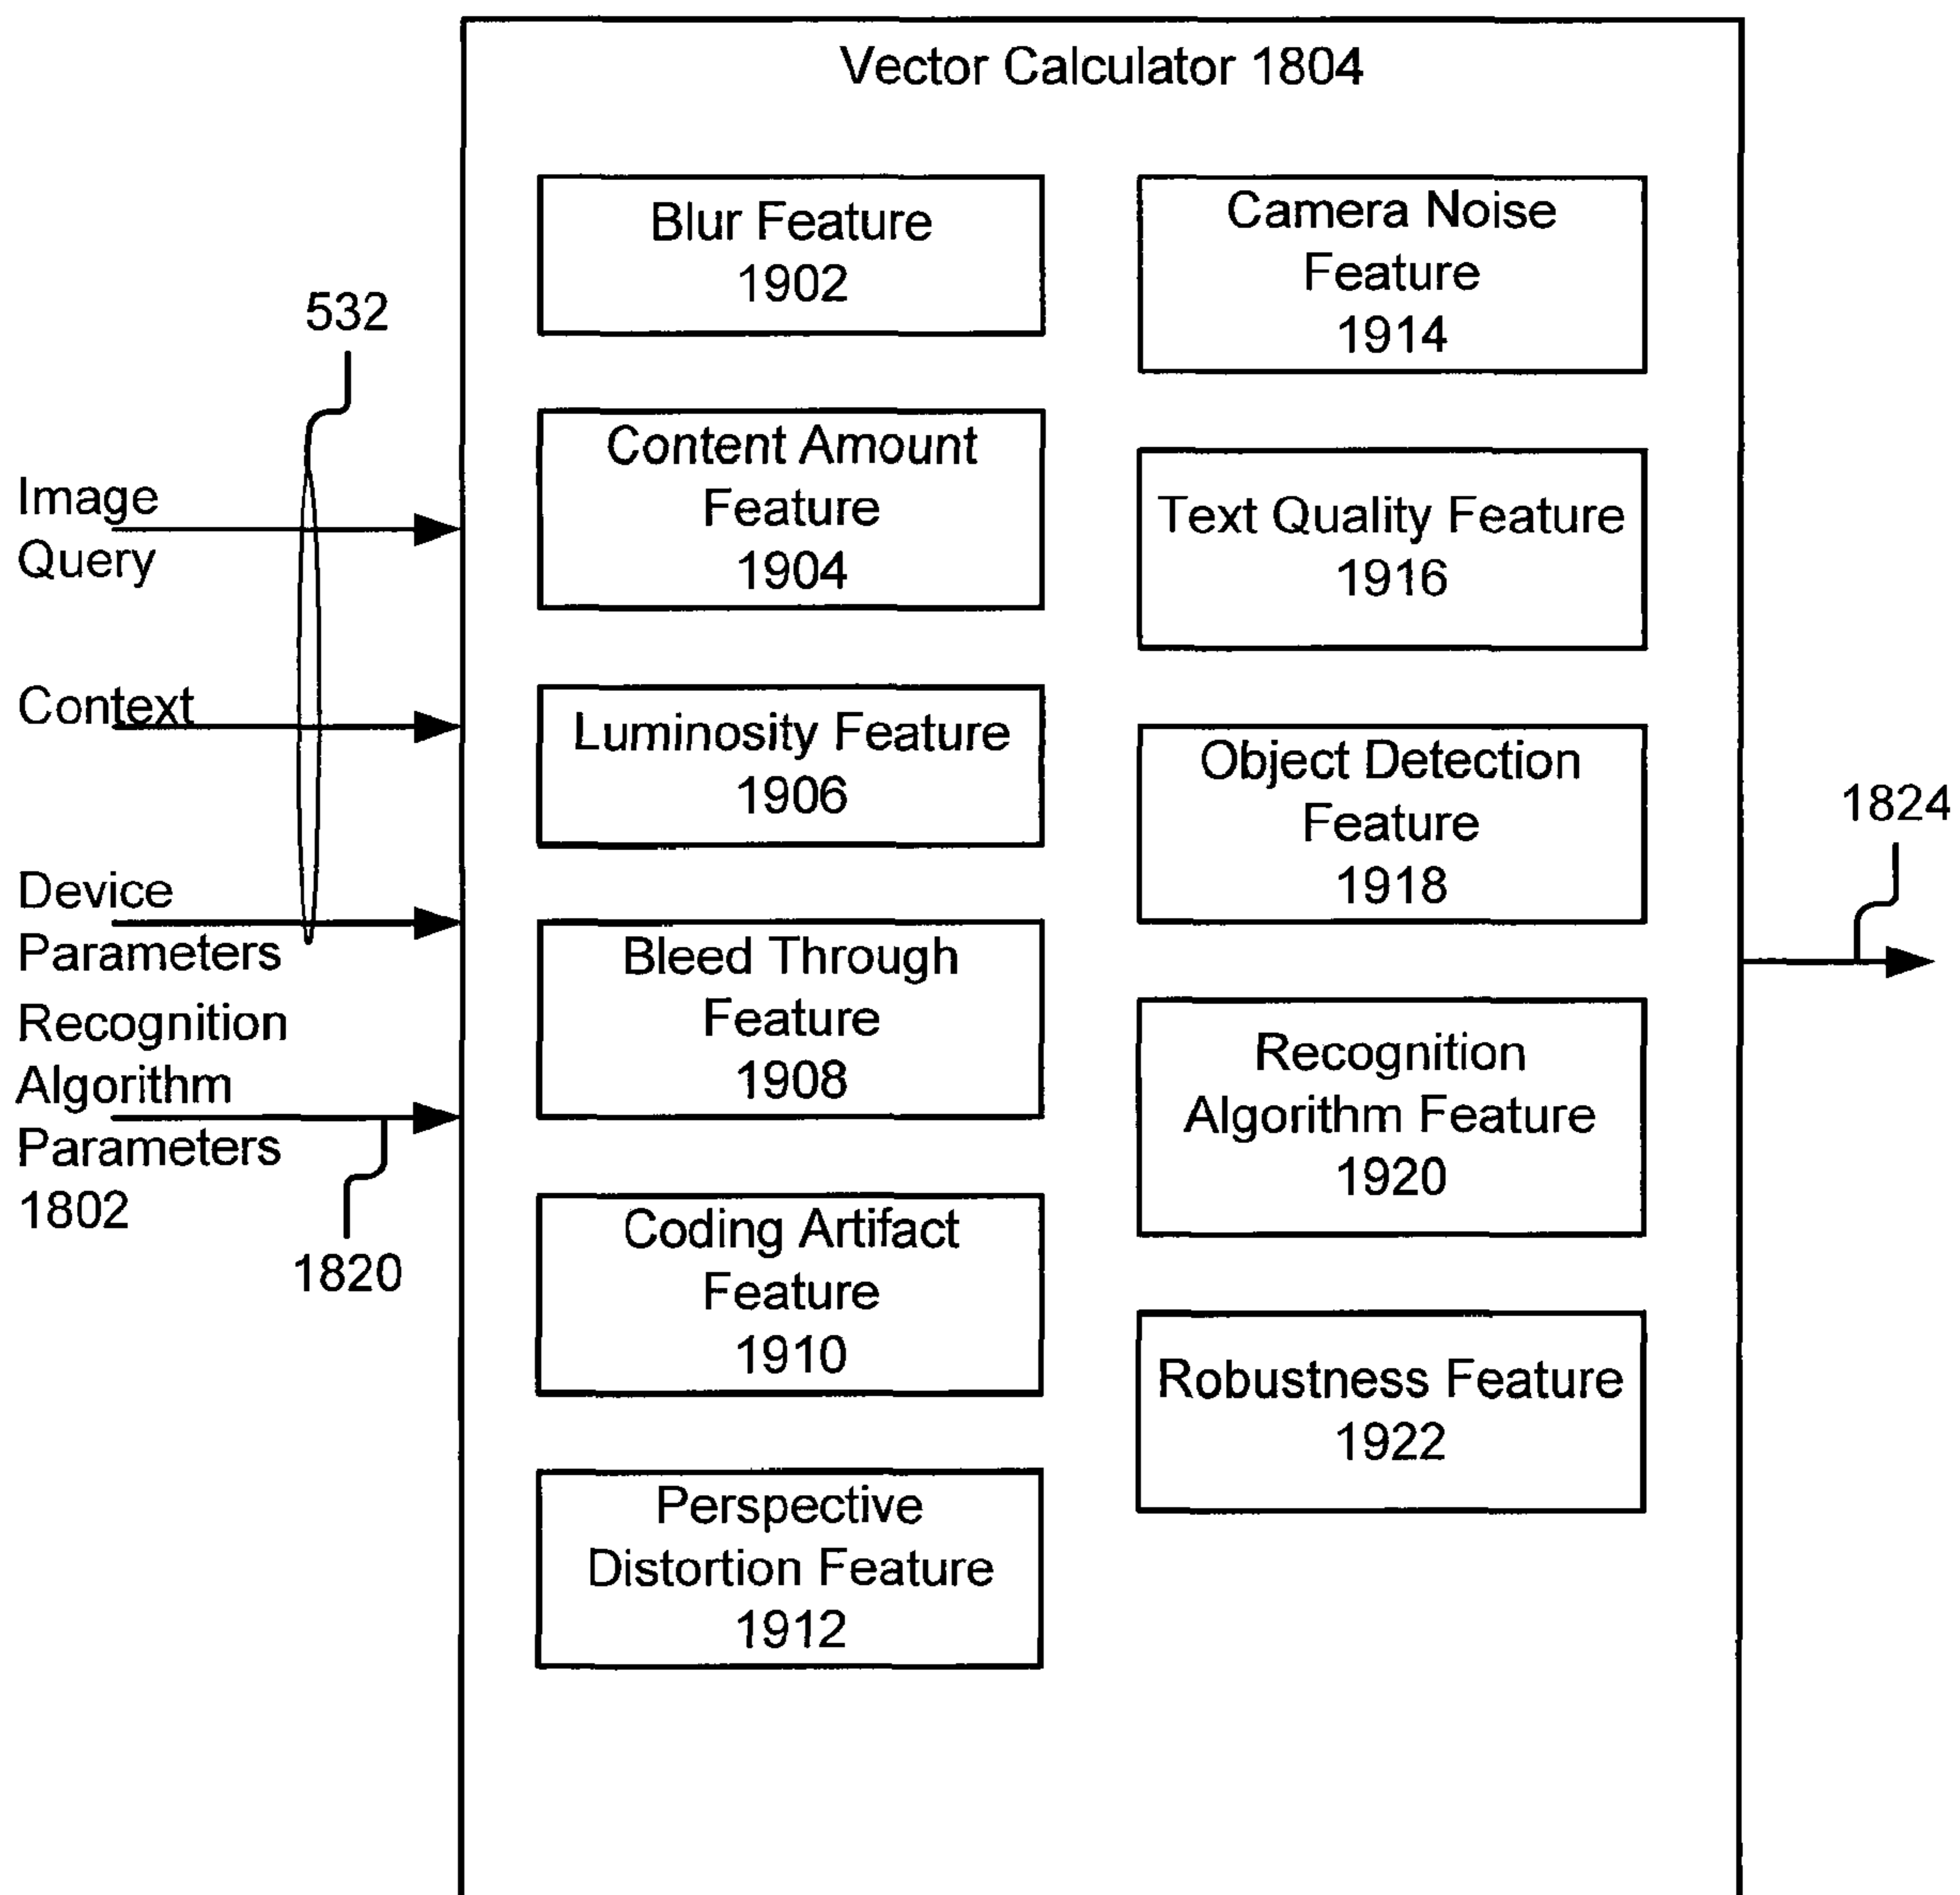 Vector Calculator 1804
532
Image
Query
Context
Device
Parameters
Recognition
Algorithm
Parameters
1802
1820
Blur Feature
1902
Content Amount
Feature
1904
Luminosity Feature
1906
Bleed Through
Feature
1908
Coding Artifact
Feature
1910
Perspective
Distortion Feature
1912
Camera Noise
Feature
1914
Text Quality Feature
1916
Object Detection
Feature
1918
Recognition
Algorithm Feature
1920
Robustness Feature
1922
1824